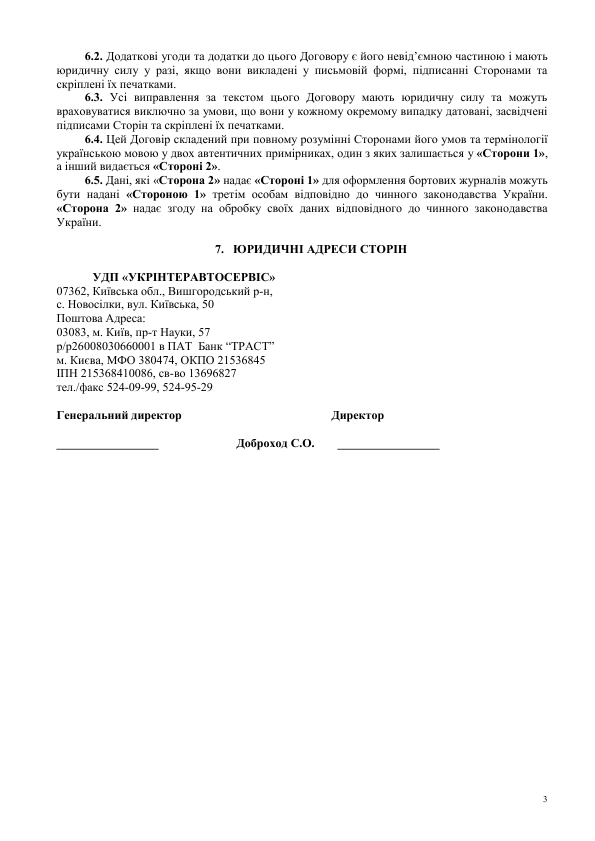 6.2. Додаткові угоди та додатки до цього Договору є його невід’ємною частиною і мають
юридичну силу у разі, якщо вони викладені у письмовій формі, підписанні Сторонами та
скріплені їх печатками.
6.3. Усі виправлення за текстом цього Договору мають юридичну силу та можуть
враховуватися виключно за умови, що вони у кожному окремому випадку датовані, засвідчені
підписами Сторін та скріплені їх печатками.
6.4. Цей Договір складений при повному розумінні Сторонами його умов та термінології
українською мовою у двох автентичних примірниках, один з яких залишається у «Сторони 1»,
а інший видається «Стороні 2».
6.5. Дані, які «Сторона 2» надає «Стороні 1» для оформлення бортових журналів можуть
бути надані «Стороною 1» третім особам відповідно до чинного законодавства України.
«Сторона 2» надає згоду на обробку своїх даних відповідного до чинного законодавства
України.
7. ЮРИДИЧНІ АДРЕСИ СТОРІН
УДП «УКРІНТЕРАВТОСЕРВІС»
07362, Київська обл., Вишгородський р-н,
с. Новосілки, вул. Київська, 50
Поштова Адреса:
03083, м. Київ, пр-т Науки, 57
р/р26008030660001 в ПАТ Банк “ТРАСТ”
м. Києва, МФО 380474, ОКПО 21536845
ІПН 215368410086, св-во 13696827
тел./факс 524-09-99, 524-95-29
Генеральний директор Директор
_________________ Доброход С.О. _________________
3